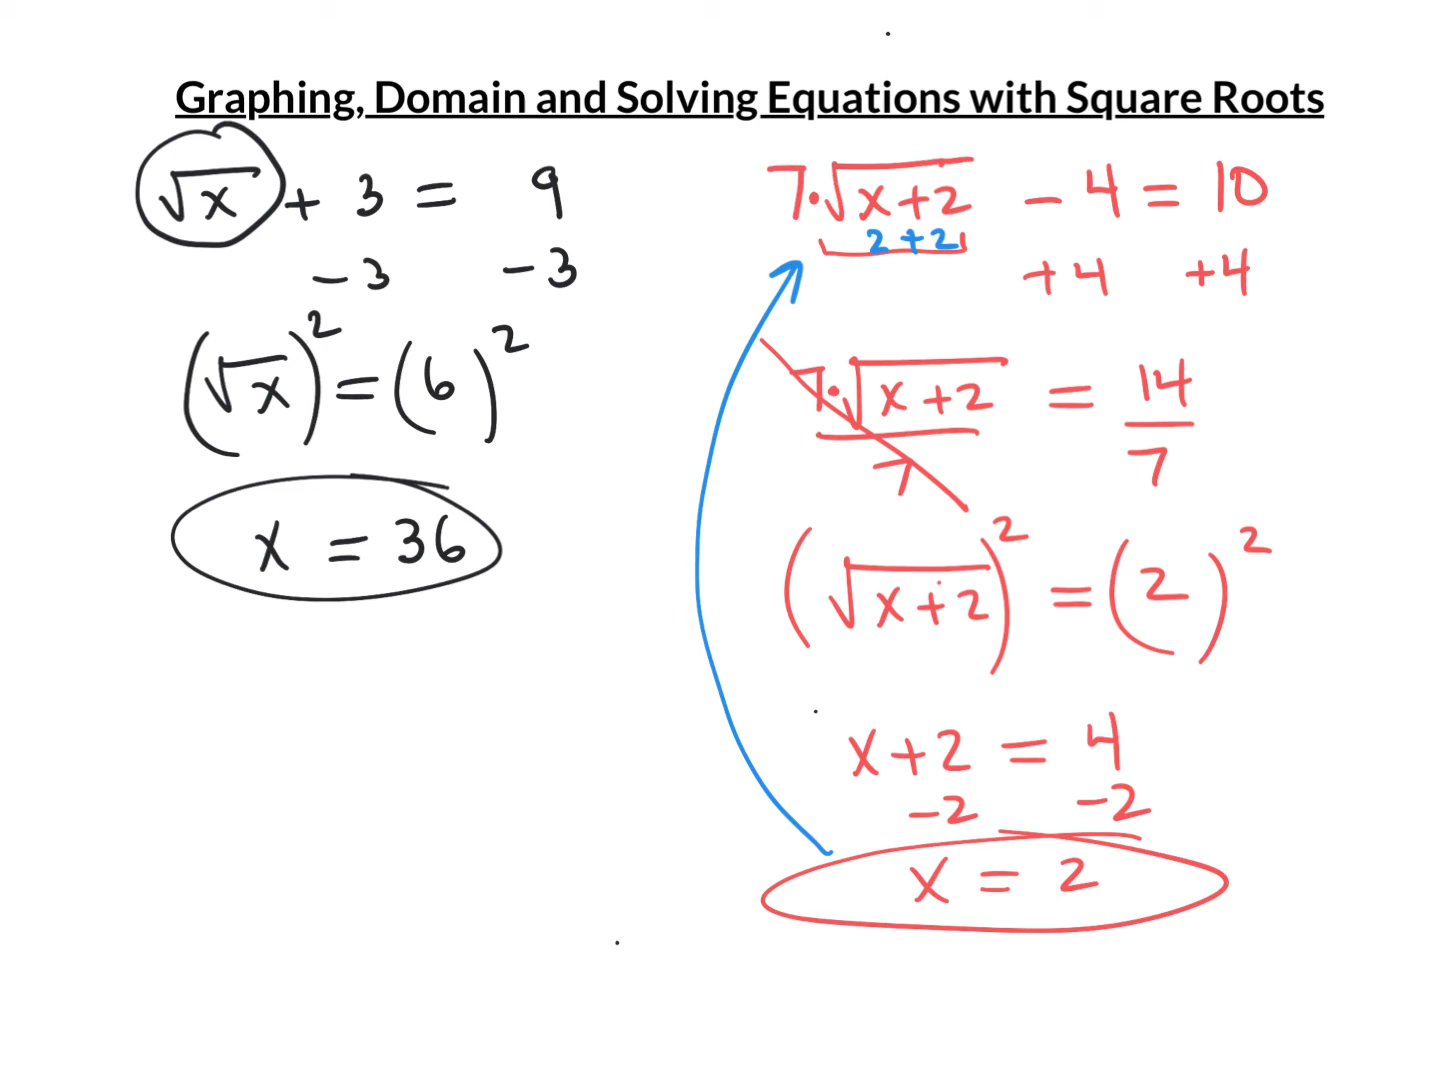 Graphing, Domain and Solving Equations with Square Roots
√x + 3 = 9
- 3 - 3
(√x)² = (6)²
x = 36
7·√x+2 - 4 = 10
2 + 2
+ 4 + 4
7·√x+2 = 14
7 7
(√x+2)² = (2)²
x + 2 = 4
- 2 - 2
x = 2